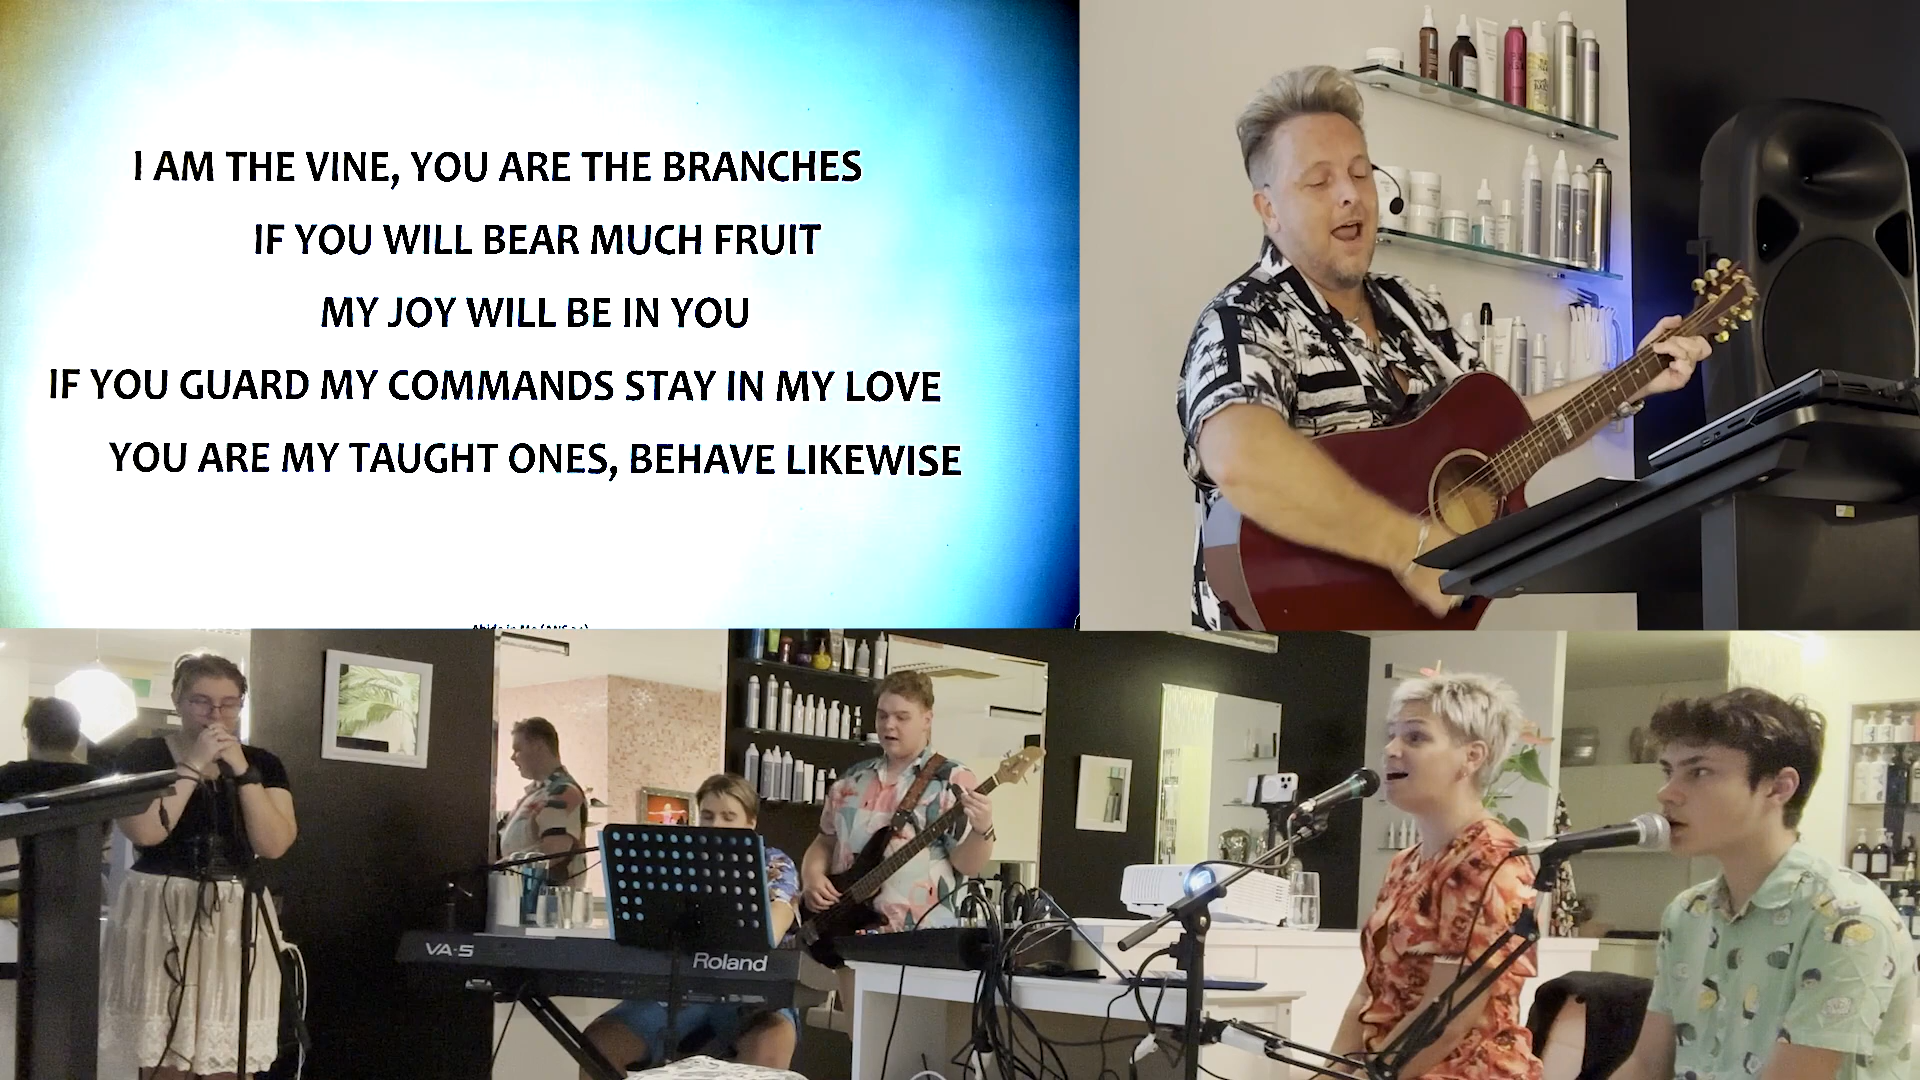 I AM THE VINE, YOU ARE THE BRANCHES
IF YOU WILL BEAR MUCH FRUIT
MY JOY WILL BE IN YOU
IF YOU GUARD MY COMMANDS STAY IN MY LOVE
YOU ARE MY TAUGHT ONES, BEHAVE LIKEWISE
VA-5
Roland